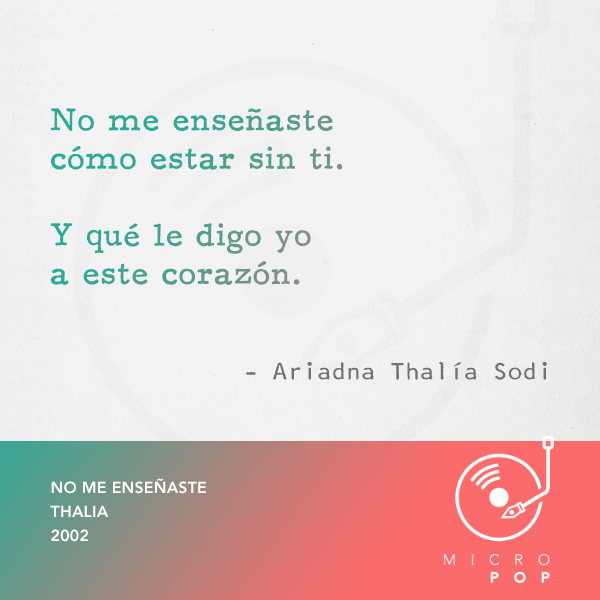 No me enseñaste
cómo estar sin ti.
Y qué le digo yo
a este corazón.
– Ariadna Thalía Sodi
NO ME ENSEÑASTE
THALIA
2002
MICRO
POP